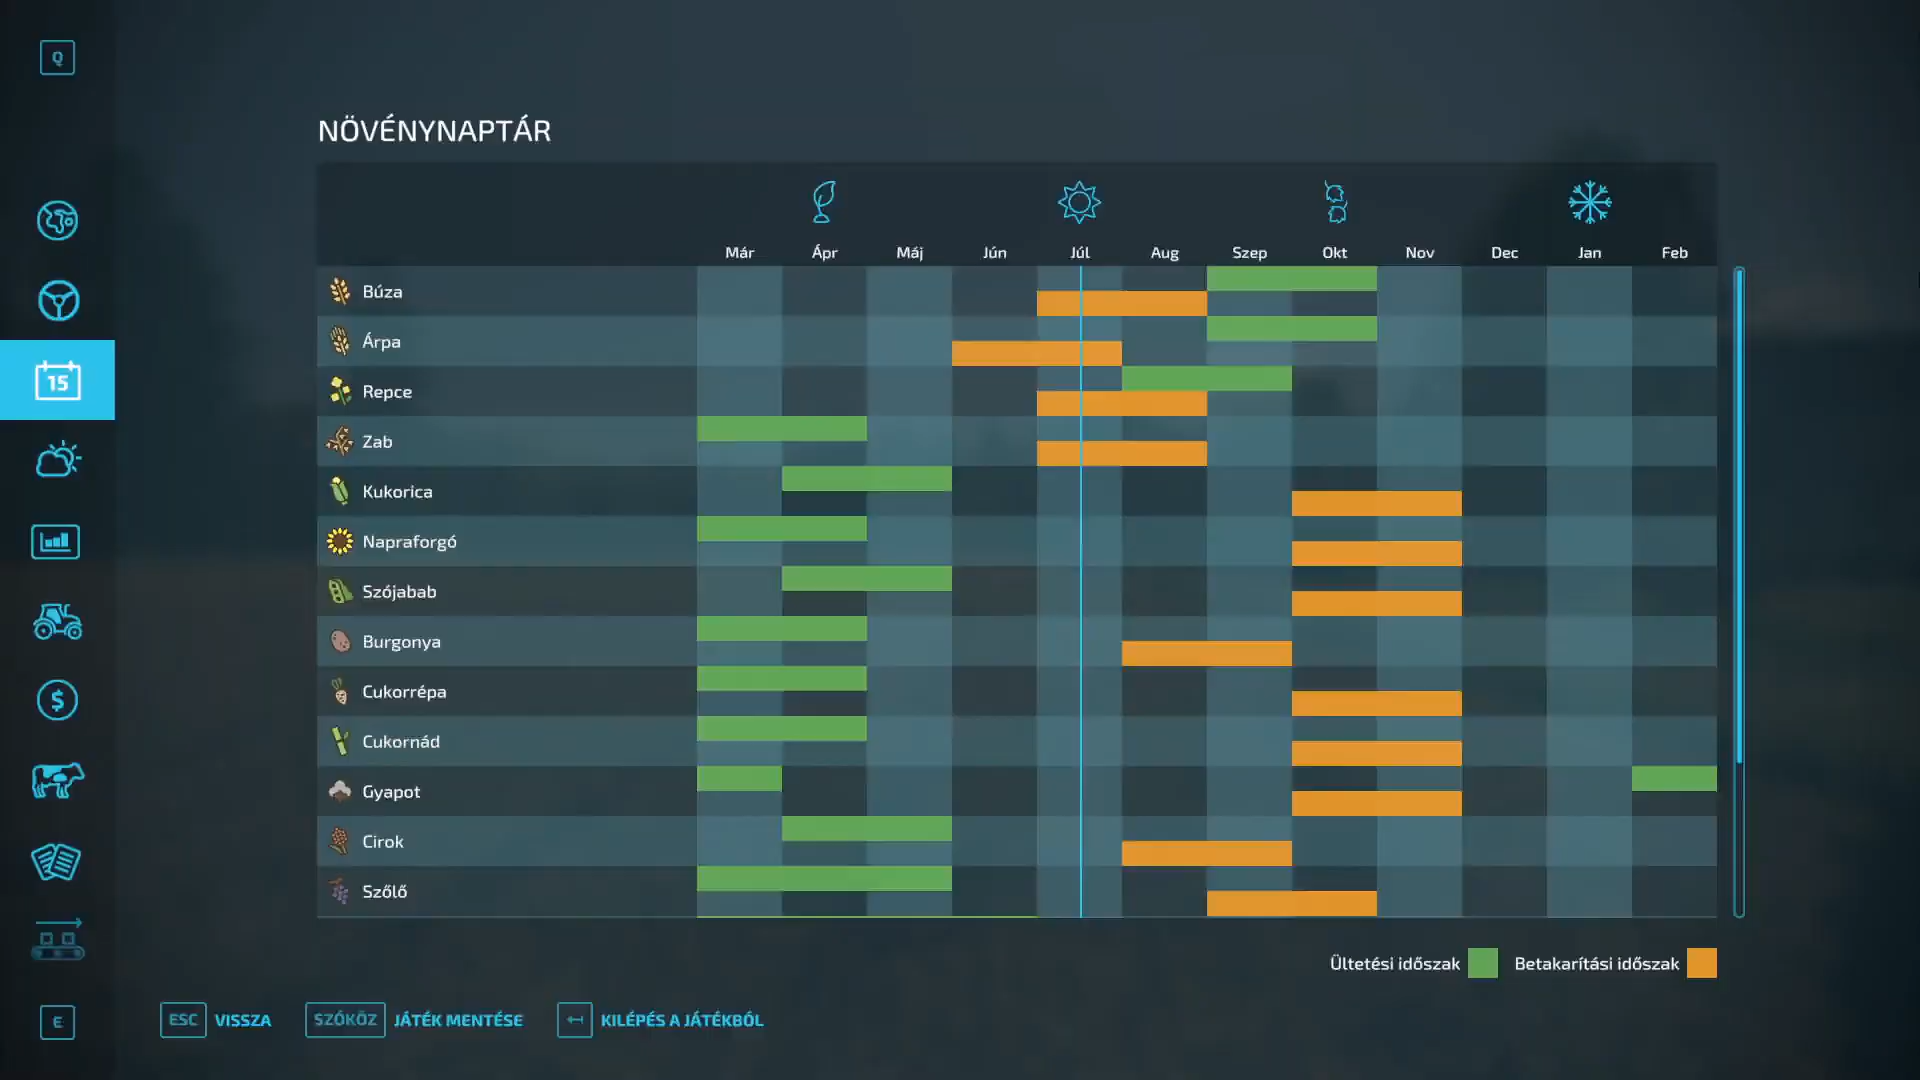 Q
NÖVÉNYNAPTÁR
Már Ápr Máj Jún Júl Aug Szep Okt Nov Dec Jan Feb
Búza
Árpa
Repce
Zab
Kukorica
Napraforgó
Szójabab
Burgonya
Cukorrépa
Cukornád
Gyapot
Cirok
Szőlő
15
$
Ültetési időszak Betakarítási időszak
E
ESC VISSZA SZÓKÖZ JÁTÉK MENTÉSE KILÉPÉS A JÁTÉKBÓL